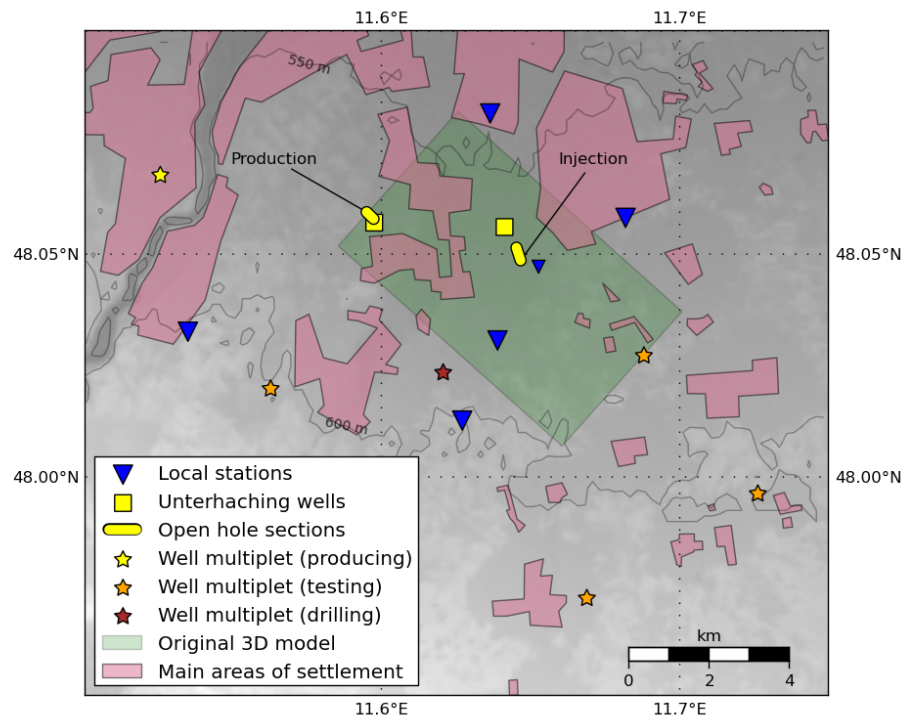 11.6°E 11.7°E
550 m
Production Injection
48.05°N 48.05°N
600 m
48.00°N 48.00°N
Local stations
Unterhaching wells
Open hole sections
Well multiplet (producing)
Well multiplet (testing)
Well multiplet (drilling)
Original 3D model
Main areas of settlement
km
0 2 4
11.6°E 11.7°E